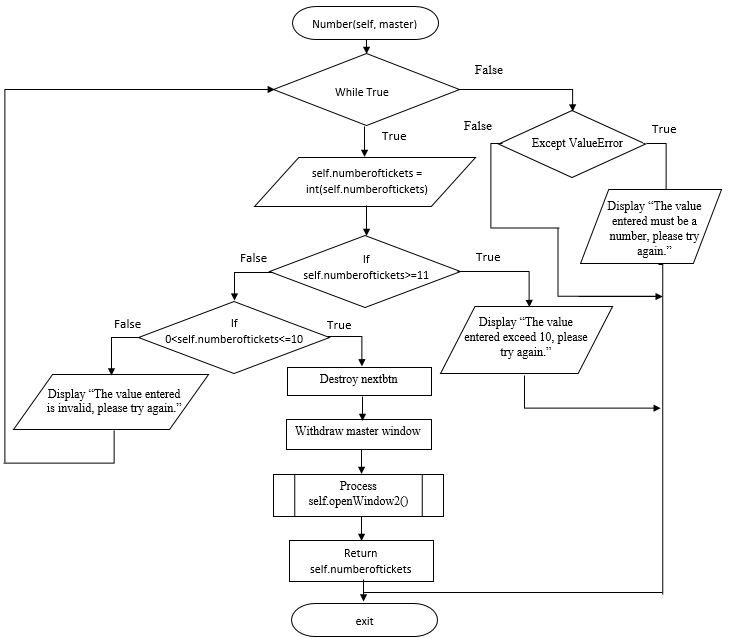 Number(self, master)
While True
False
True
False
Except ValueError
True
self.numberoftickets =
int(self.numberoftickets)
Display “The value
entered must be a
number, please try
again.”
False
If
self.numberoftickets>=11
True
False
If
0<self.numberoftickets<=10
True
Display “The value
entered exceed 10, please
try again.”
Display “The value entered
is invalid, please try again.”
Destroy nextbtn
Withdraw master window
Process
self.openWindow2()
Return
self.numberoftickets
exit